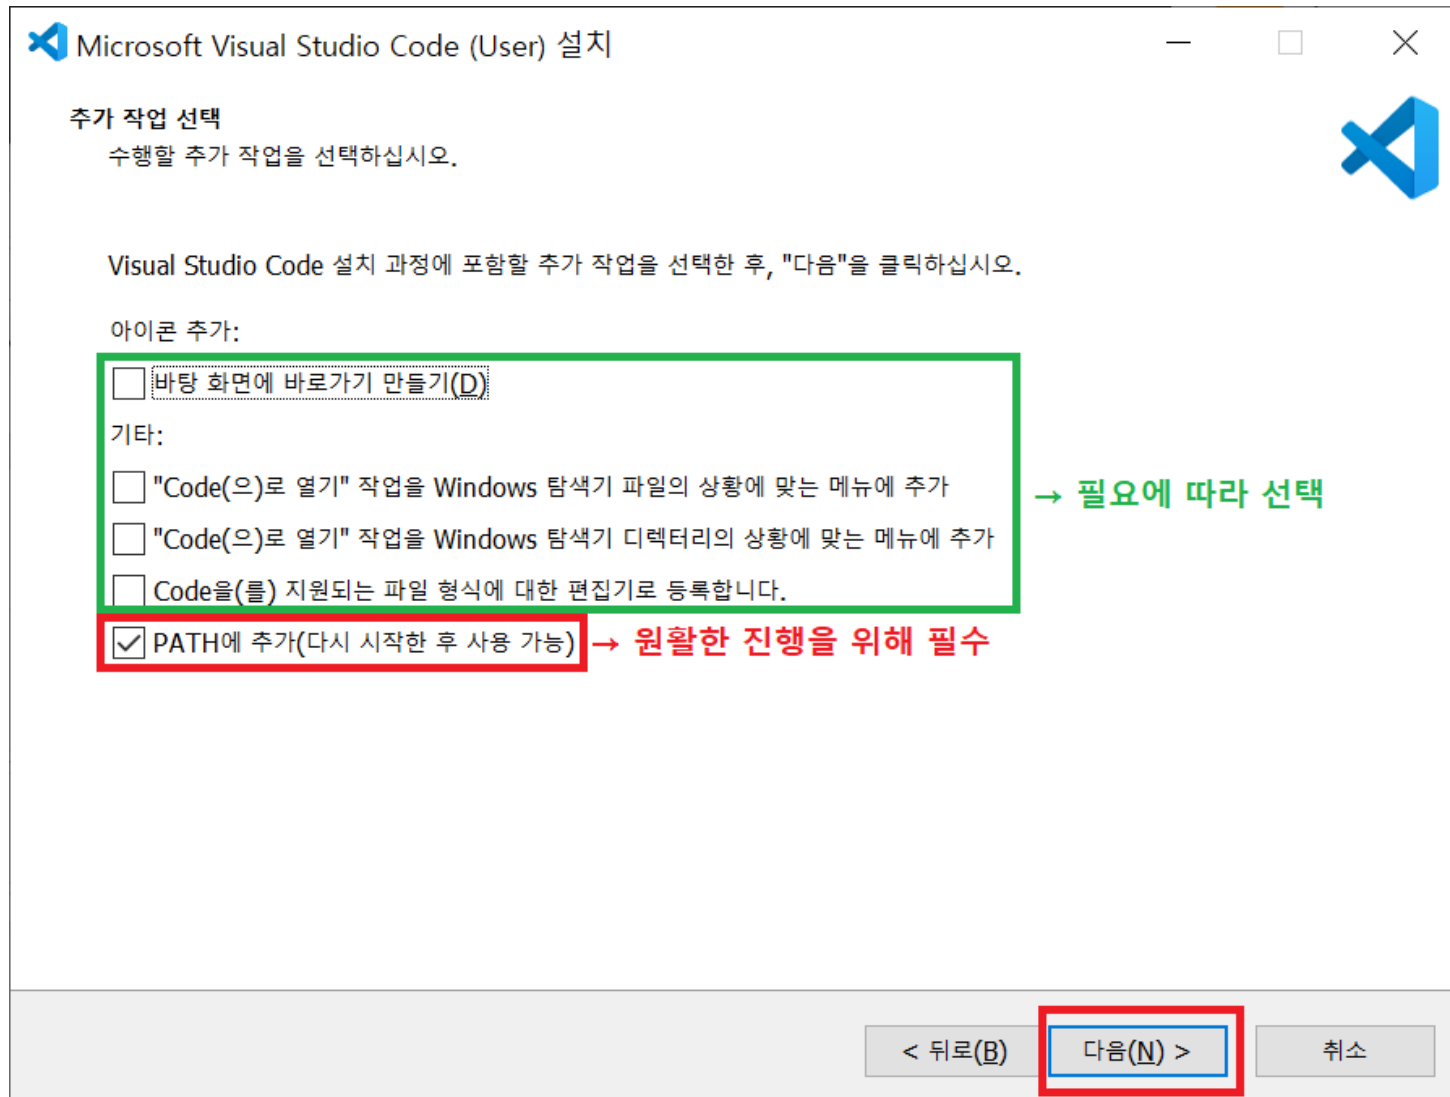 Microsoft Visual Studio Code (User) 설치
추가 작업 선택
수행할 추가 작업을 선택하십시오.
Visual Studio Code 설치 과정에 포함할 추가 작업을 선택한 후, "다음"을 클릭하십시오.
아이콘 추가:
바탕 화면에 바로가기 만들기(D)
기타:
"Code(으)로 열기" 작업을 Windows 탐색기 파일의 상황에 맞는 메뉴에 추가
→ 필요에 따라 선택
"Code(으)로 열기" 작업을 Windows 탐색기 디렉터리의 상황에 맞는 메뉴에 추가
Code을(를) 지원되는 파일 형식에 대한 편집기로 등록합니다.
PATH에 추가(다시 시작한 후 사용 가능) → 원활한 진행을 위해 필수
< 뒤로(B) 다음(N) > 취소